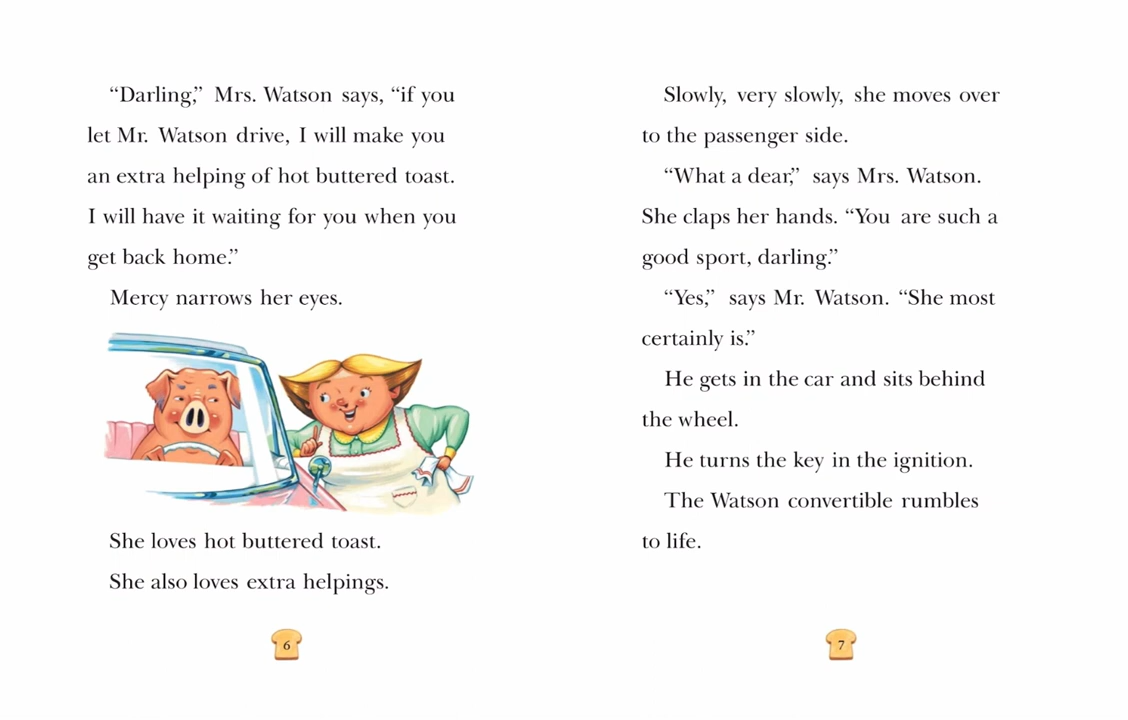 “Darling,” Mrs. Watson says, “if you
let Mr. Watson drive, I will make you
an extra helping of hot buttered toast.
I will have it waiting for you when you
get back home.”
Mercy narrows her eyes.
She loves hot buttered toast.
She also loves extra helpings.
6
Slowly, very slowly, she moves over
to the passenger side.
“What a dear,” says Mrs. Watson.
She claps her hands. “You are such a
good sport, darling.”
“Yes,” says Mr. Watson. “She most
certainly is.”
He gets in the car and sits behind
the wheel.
He turns the key in the ignition.
The Watson convertible rumbles
to life.
7